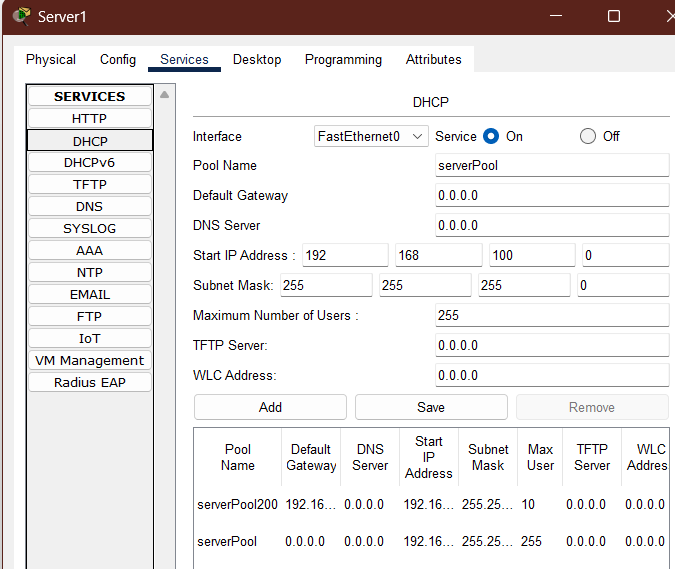 Server1
Physical Config Services Desktop Programming Attributes
SERVICES
HTTP
DHCP
DHCPv6
TFTP
DNS
SYSLOG
AAA
NTP
EMAIL
FTP
IoT
VM Management
Radius EAP
DHCP
Interface FastEthernet0 Service On Off
Pool Name serverPool
Default Gateway 0.0.0.0
DNS Server 0.0.0.0
Start IP Address : 192 168 100 0
Subnet Mask: 255 255 255 0
Maximum Number of Users : 255
TFTP Server: 0.0.0.0
WLC Address: 0.0.0.0
Add Save Remove
Pool Name Default Gateway DNS Server Start IP Address Subnet Mask Max User TFTP Server WLC Addres
serverPool200 192.16... 0.0.0.0 192.16... 255.25... 10 0.0.0.0 0.0.0.0
serverPool 0.0.0.0 0.0.0.0 192.16... 255.25... 255 0.0.0.0 0.0.0.0